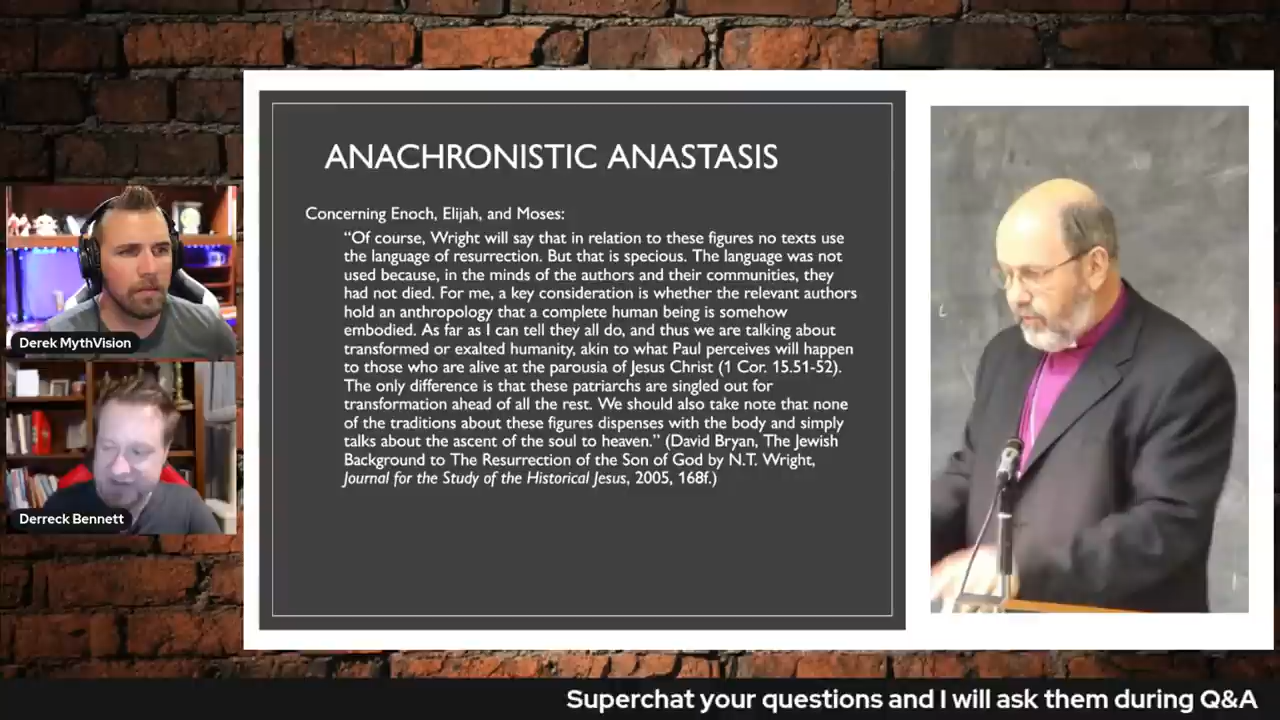 ANACHRONISTIC ANASTASIS
Concerning Enoch, Elijah, and Moses:
“Of course, Wright will say that in relation to these figures no texts use
the language of resurrection. But that is specious. The language was not
used because, in the minds of the authors and their communities, they
had not died. For me, a key consideration is whether the relevant authors
hold an anthropology that a complete human being is somehow
embodied. As far as I can tell they all do, and thus we are talking about
transformed or exalted humanity, akin to what Paul perceives will happen
to those who are alive at the parousia of Jesus Christ (1 Cor. 15.51-52).
The only difference is that these patriarchs are singled out for
transformation ahead of all the rest. We should also take note that none
of the traditions about these figures dispenses with the body and simply
talks about the ascent of the soul to heaven.” (David Bryan, The Jewish
Background to The Resurrection of the Son of God by N.T. Wright,
Journal for the Study of the Historical Jesus, 2005, 168f.)
Derek MythVision
Derreck Bennett
Superchat your questions and I will ask them during Q&A